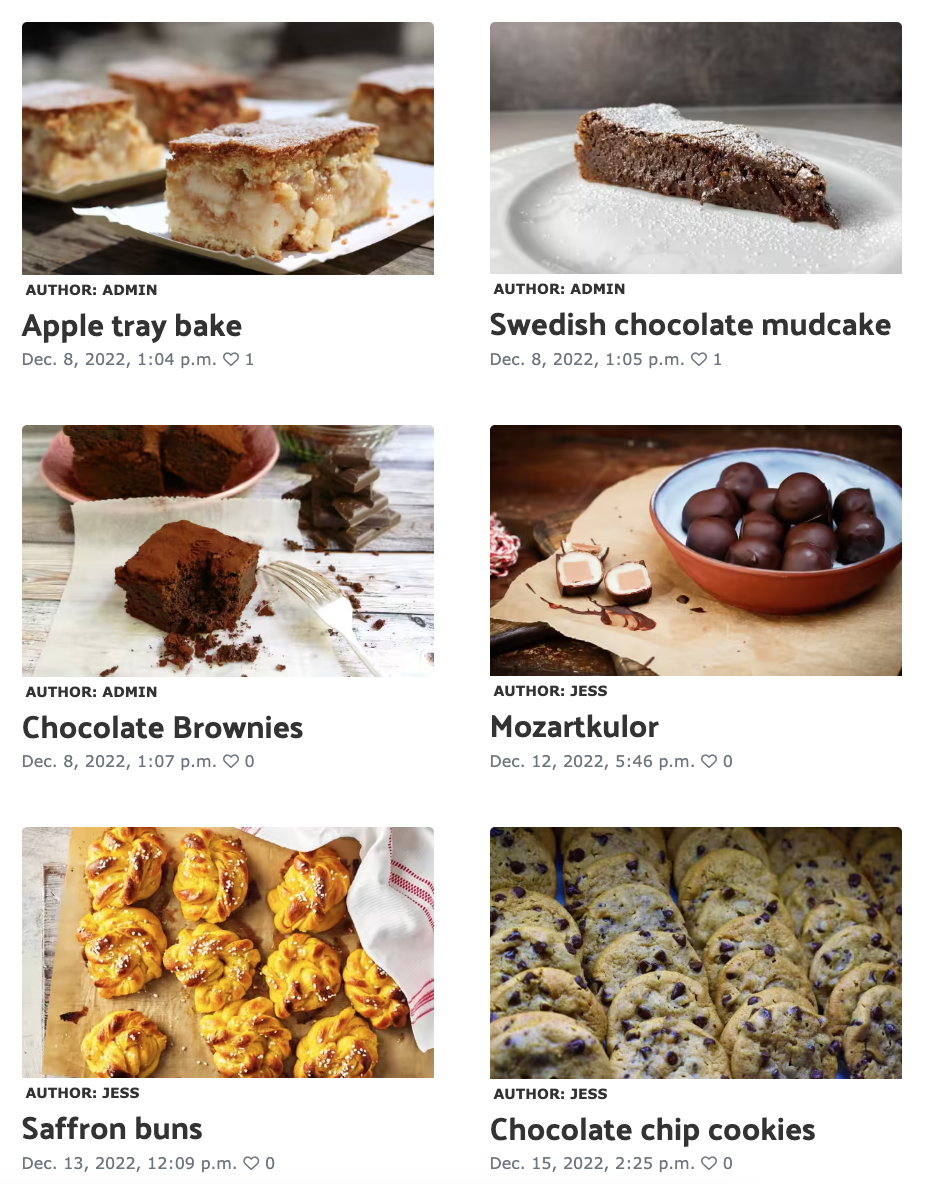 AUTHOR: ADMIN
Apple tray bake
Dec. 8, 2022, 1:04 p.m. ♡ 1
AUTHOR: ADMIN
Swedish chocolate mudcake
Dec. 8, 2022, 1:05 p.m. ♡ 1
AUTHOR: ADMIN
Chocolate Brownies
Dec. 8, 2022, 1:07 p.m. ♡ 0
AUTHOR: JESS
Mozartkulor
Dec. 12, 2022, 5:46 p.m. ♡ 0
AUTHOR: JESS
Saffron buns
Dec. 13, 2022, 12:09 p.m. ♡ 0
AUTHOR: JESS
Chocolate chip cookies
Dec. 15, 2022, 2:25 p.m. ♡ 0